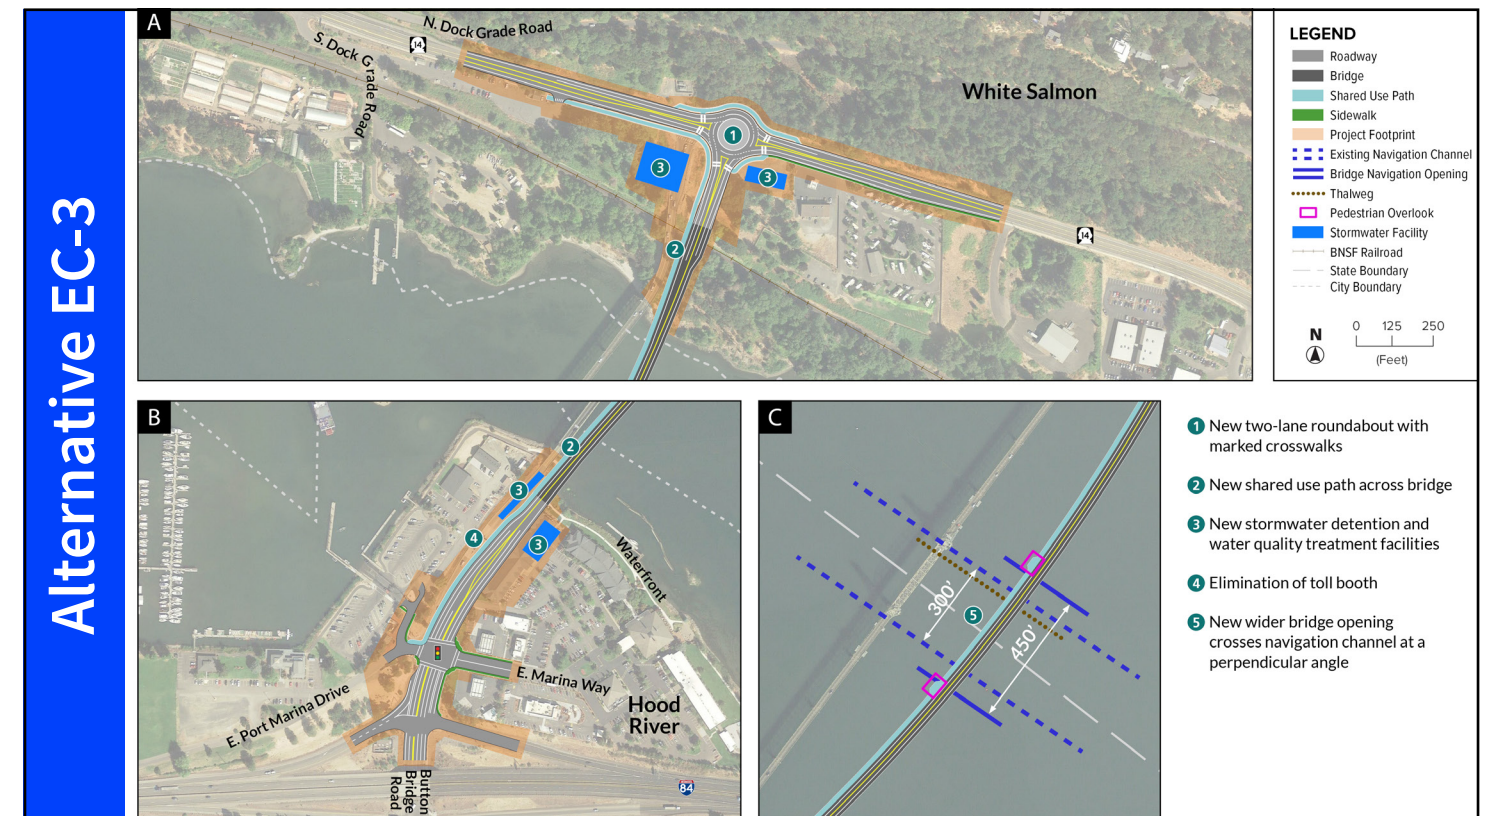 Alternative EC-3
A
N. Dock Grade Road
S. Dock Grade Road
14
White Salmon
1
3
3
2
14
LEGEND
Roadway
Bridge
Shared Use Path
Sidewalk
Project Footprint
Existing Navigation Channel
Bridge Navigation Opening
Thalweg
Pedestrian Overlook
Stormwater Facility
BNSF Railroad
State Boundary
City Boundary
N
0 125 250
(Feet)
B
2
3
4
3
Waterfront
E. Marina Way
E. Port Marina Drive
Hood
River
Button
Bridge
Road
84
C
300'
5
450'
1 New two-lane roundabout with
marked crosswalks
2 New shared use path across bridge
3 New stormwater detention and
water quality treatment facilities
4 Elimination of toll booth
5 New wider bridge opening
crosses navigation channel at a
perpendicular angle